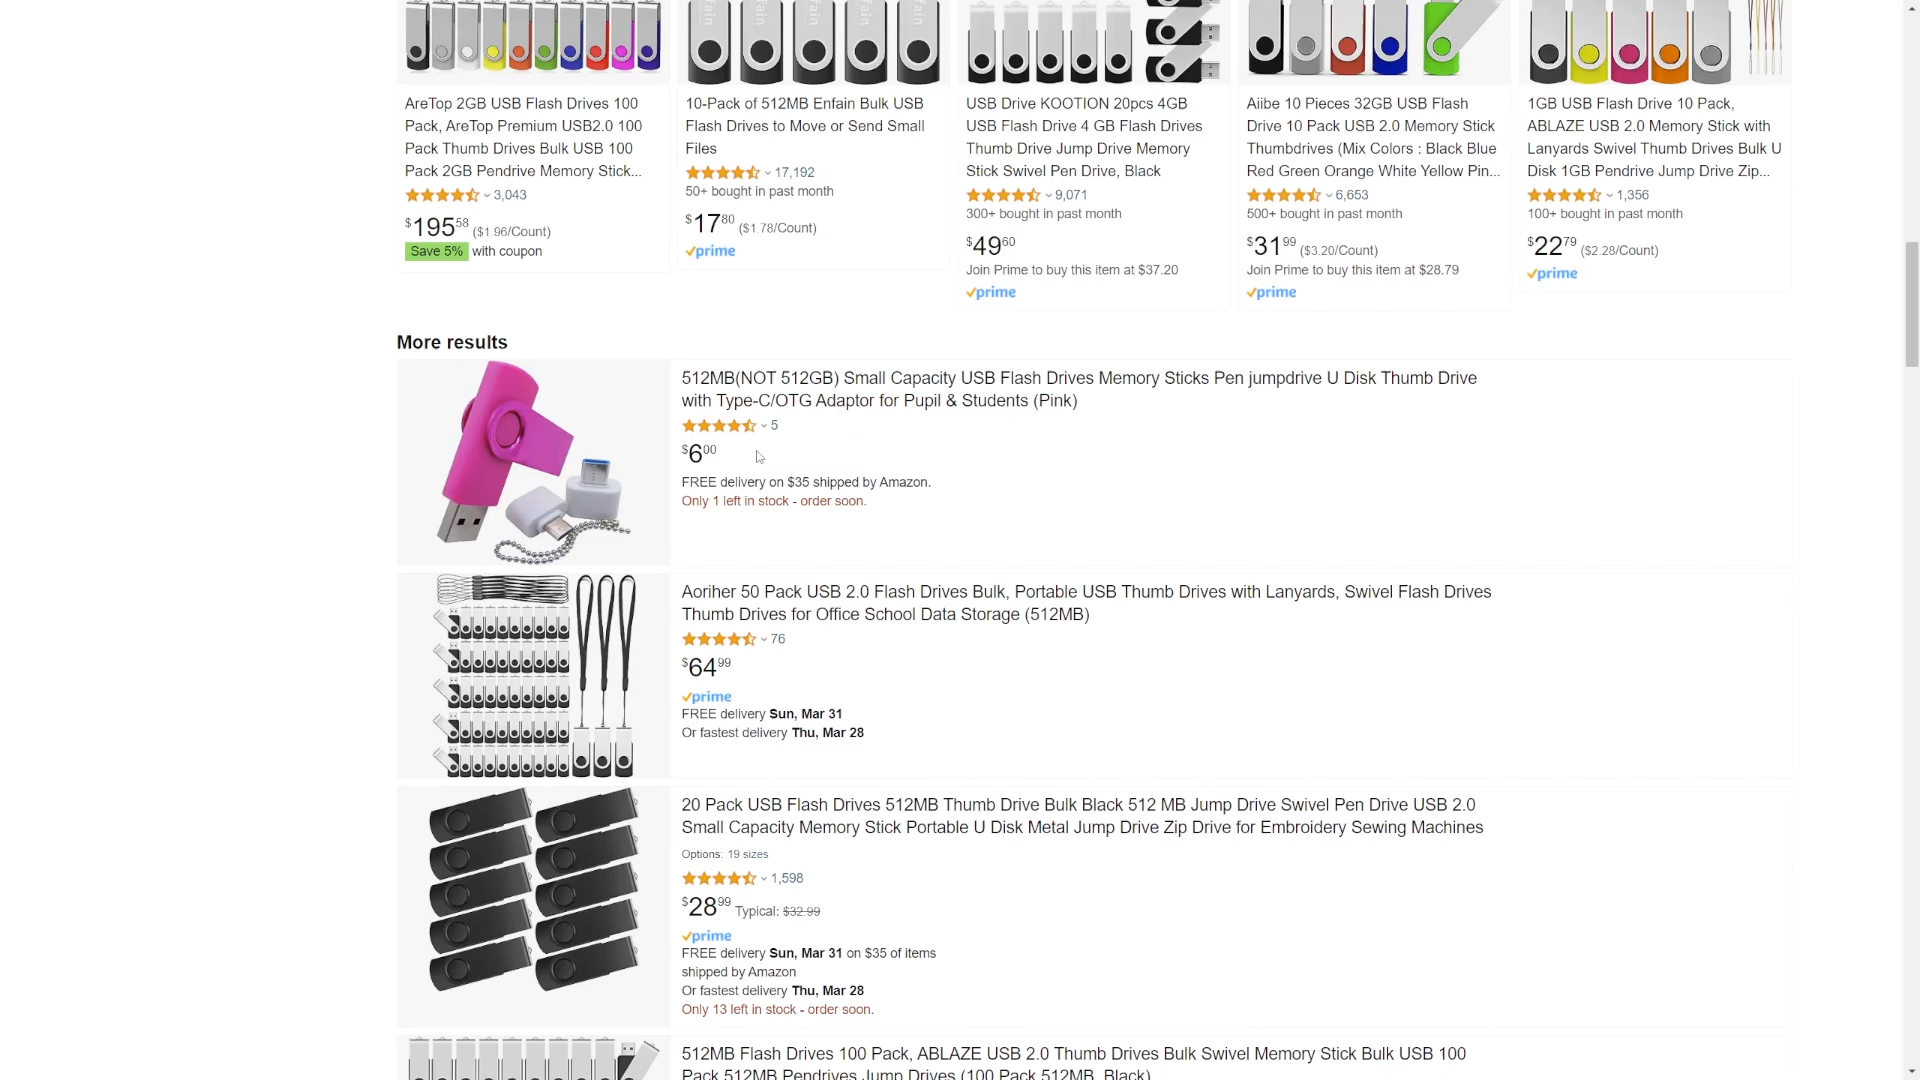 AreTop 2GB USB Flash Drives 100
Pack, AreTop Premium USB2.0 100
Pack Thumb Drives Bulk USB 100
Pack 2GB Pendrive Memory Stick...
3,043
$195 58 ($1.96/Count)
Save 5% with coupon
10-Pack of 512MB Enfain Bulk USB
Flash Drives to Move or Send Small
Files
17,192
50+ bought in past month
$17 80 ($1.78/Count)
prime
USB Drive KOOTION 20pcs 4GB
USB Flash Drive 4 GB Flash Drives
Thumb Drive Jump Drive Memory
Stick Swivel Pen Drive, Black
9,071
300+ bought in past month
$49 60
Join Prime to buy this item at $37.20
prime
Aiibe 10 Pieces 32GB USB Flash
Drive 10 Pack USB 2.0 Memory Stick
Thumbdrives (Mix Colors : Black Blue
Red Green Orange White Yellow Pin...
6,653
500+ bought in past month
$31 99 ($3.20/Count)
Join Prime to buy this item at $28.79
prime
1GB USB Flash Drive 10 Pack,
ABLAZE USB 2.0 Memory Stick with
Lanyards Swivel Thumb Drives Bulk U
Disk 1GB Pendrive Jump Drive Zip...
1,356
100+ bought in past month
$22 79 ($2.28/Count)
prime
More results
512MB(NOT 512GB) Small Capacity USB Flash Drives Memory Sticks Pen jumpdrive U Disk Thumb Drive
with Type-C/OTG Adaptor for Pupil & Students (Pink)
5
$6 00
FREE delivery on $35 shipped by Amazon.
Only 1 left in stock - order soon.
Aoriher 50 Pack USB 2.0 Flash Drives Bulk, Portable USB Thumb Drives with Lanyards, Swivel Flash Drives
Thumb Drives for Office School Data Storage (512MB)
76
$64 99
prime
FREE delivery Sun, Mar 31
Or fastest delivery Thu, Mar 28
20 Pack USB Flash Drives 512MB Thumb Drive Bulk Black 512 MB Jump Drive Swivel Pen Drive USB 2.0
Small Capacity Memory Stick Portable U Disk Metal Jump Drive Zip Drive for Embroidery Sewing Machines
Options: 19 sizes
1,598
$28 99 Typical: $32.99
prime
FREE delivery Sun, Mar 31 on $35 of items
shipped by Amazon
Or fastest delivery Thu, Mar 28
Only 13 left in stock - order soon.
512MB Flash Drives 100 Pack, ABLAZE USB 2.0 Thumb Drives Bulk Swivel Memory Stick Bulk USB 100
Pack 512MB Pendrives Jump Drives (100 Pack 512MB, Black)